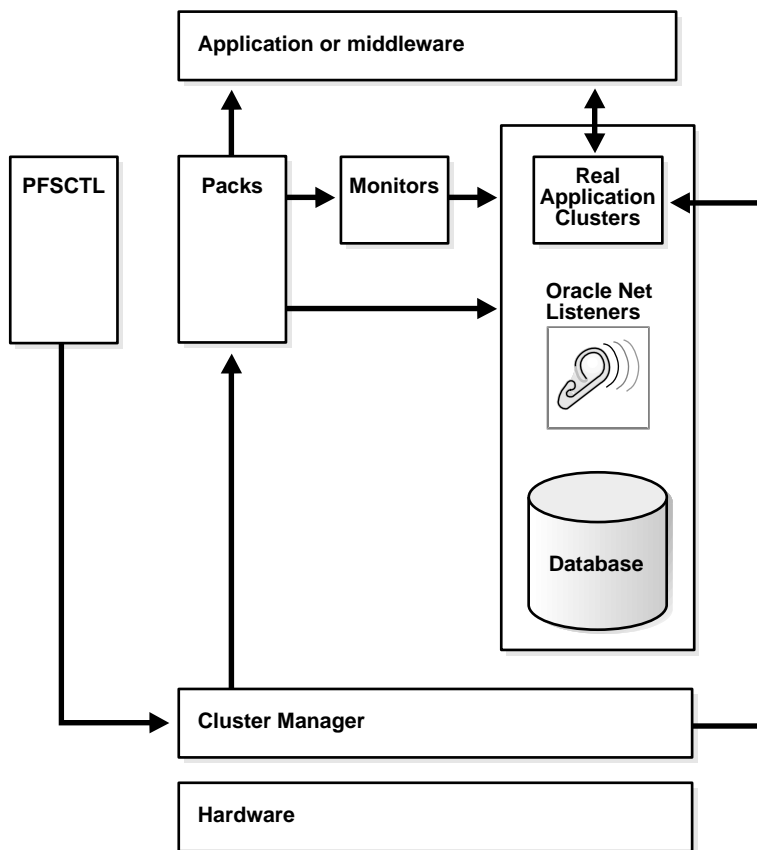 Application or middleware
PFSCTL
Packs
Monitors
Real
Application
Clusters
Oracle Net
Listeners
Database
Cluster Manager
Hardware